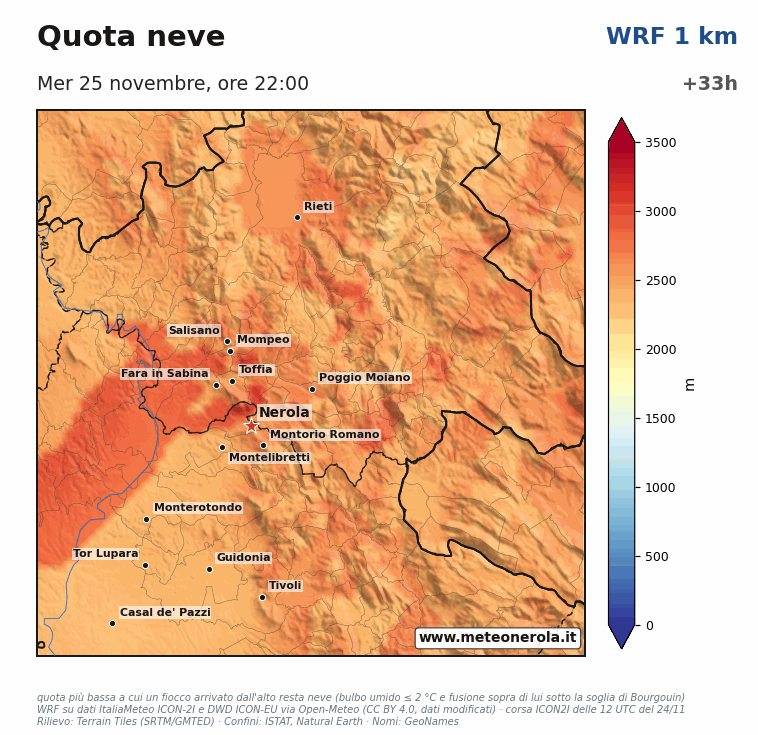 Quota neve
WRF 1 km
Mer 25 novembre, ore 22:00
+33h
Rieti
Salisano
Mompeo
Fara in Sabina
Toffia
Poggio Moiano
Nerola
Montorio Romano
Montelibretti
Monterotondo
Tor Lupara
Guidonia
Tivoli
Casal de' Pazzi
www.meteonerola.it
3500
3000
2500
2000
1500
1000
500
0
m
quota più bassa a cui un fiocco arrivato dall'alto resta neve (bulbo umido ≤ 2 °C e fusione sopra di lui sotto la soglia di Bourgouin)
WRF su dati ItaliaMeteo ICON-2I e DWD ICON-EU via Open-Meteo (CC BY 4.0, dati modificati) · corsa ICON2I delle 12 UTC del 24/11
Rilievo: Terrain Tiles (SRTM/GMTED) · Confini: ISTAT, Natural Earth · Nomi: GeoNames